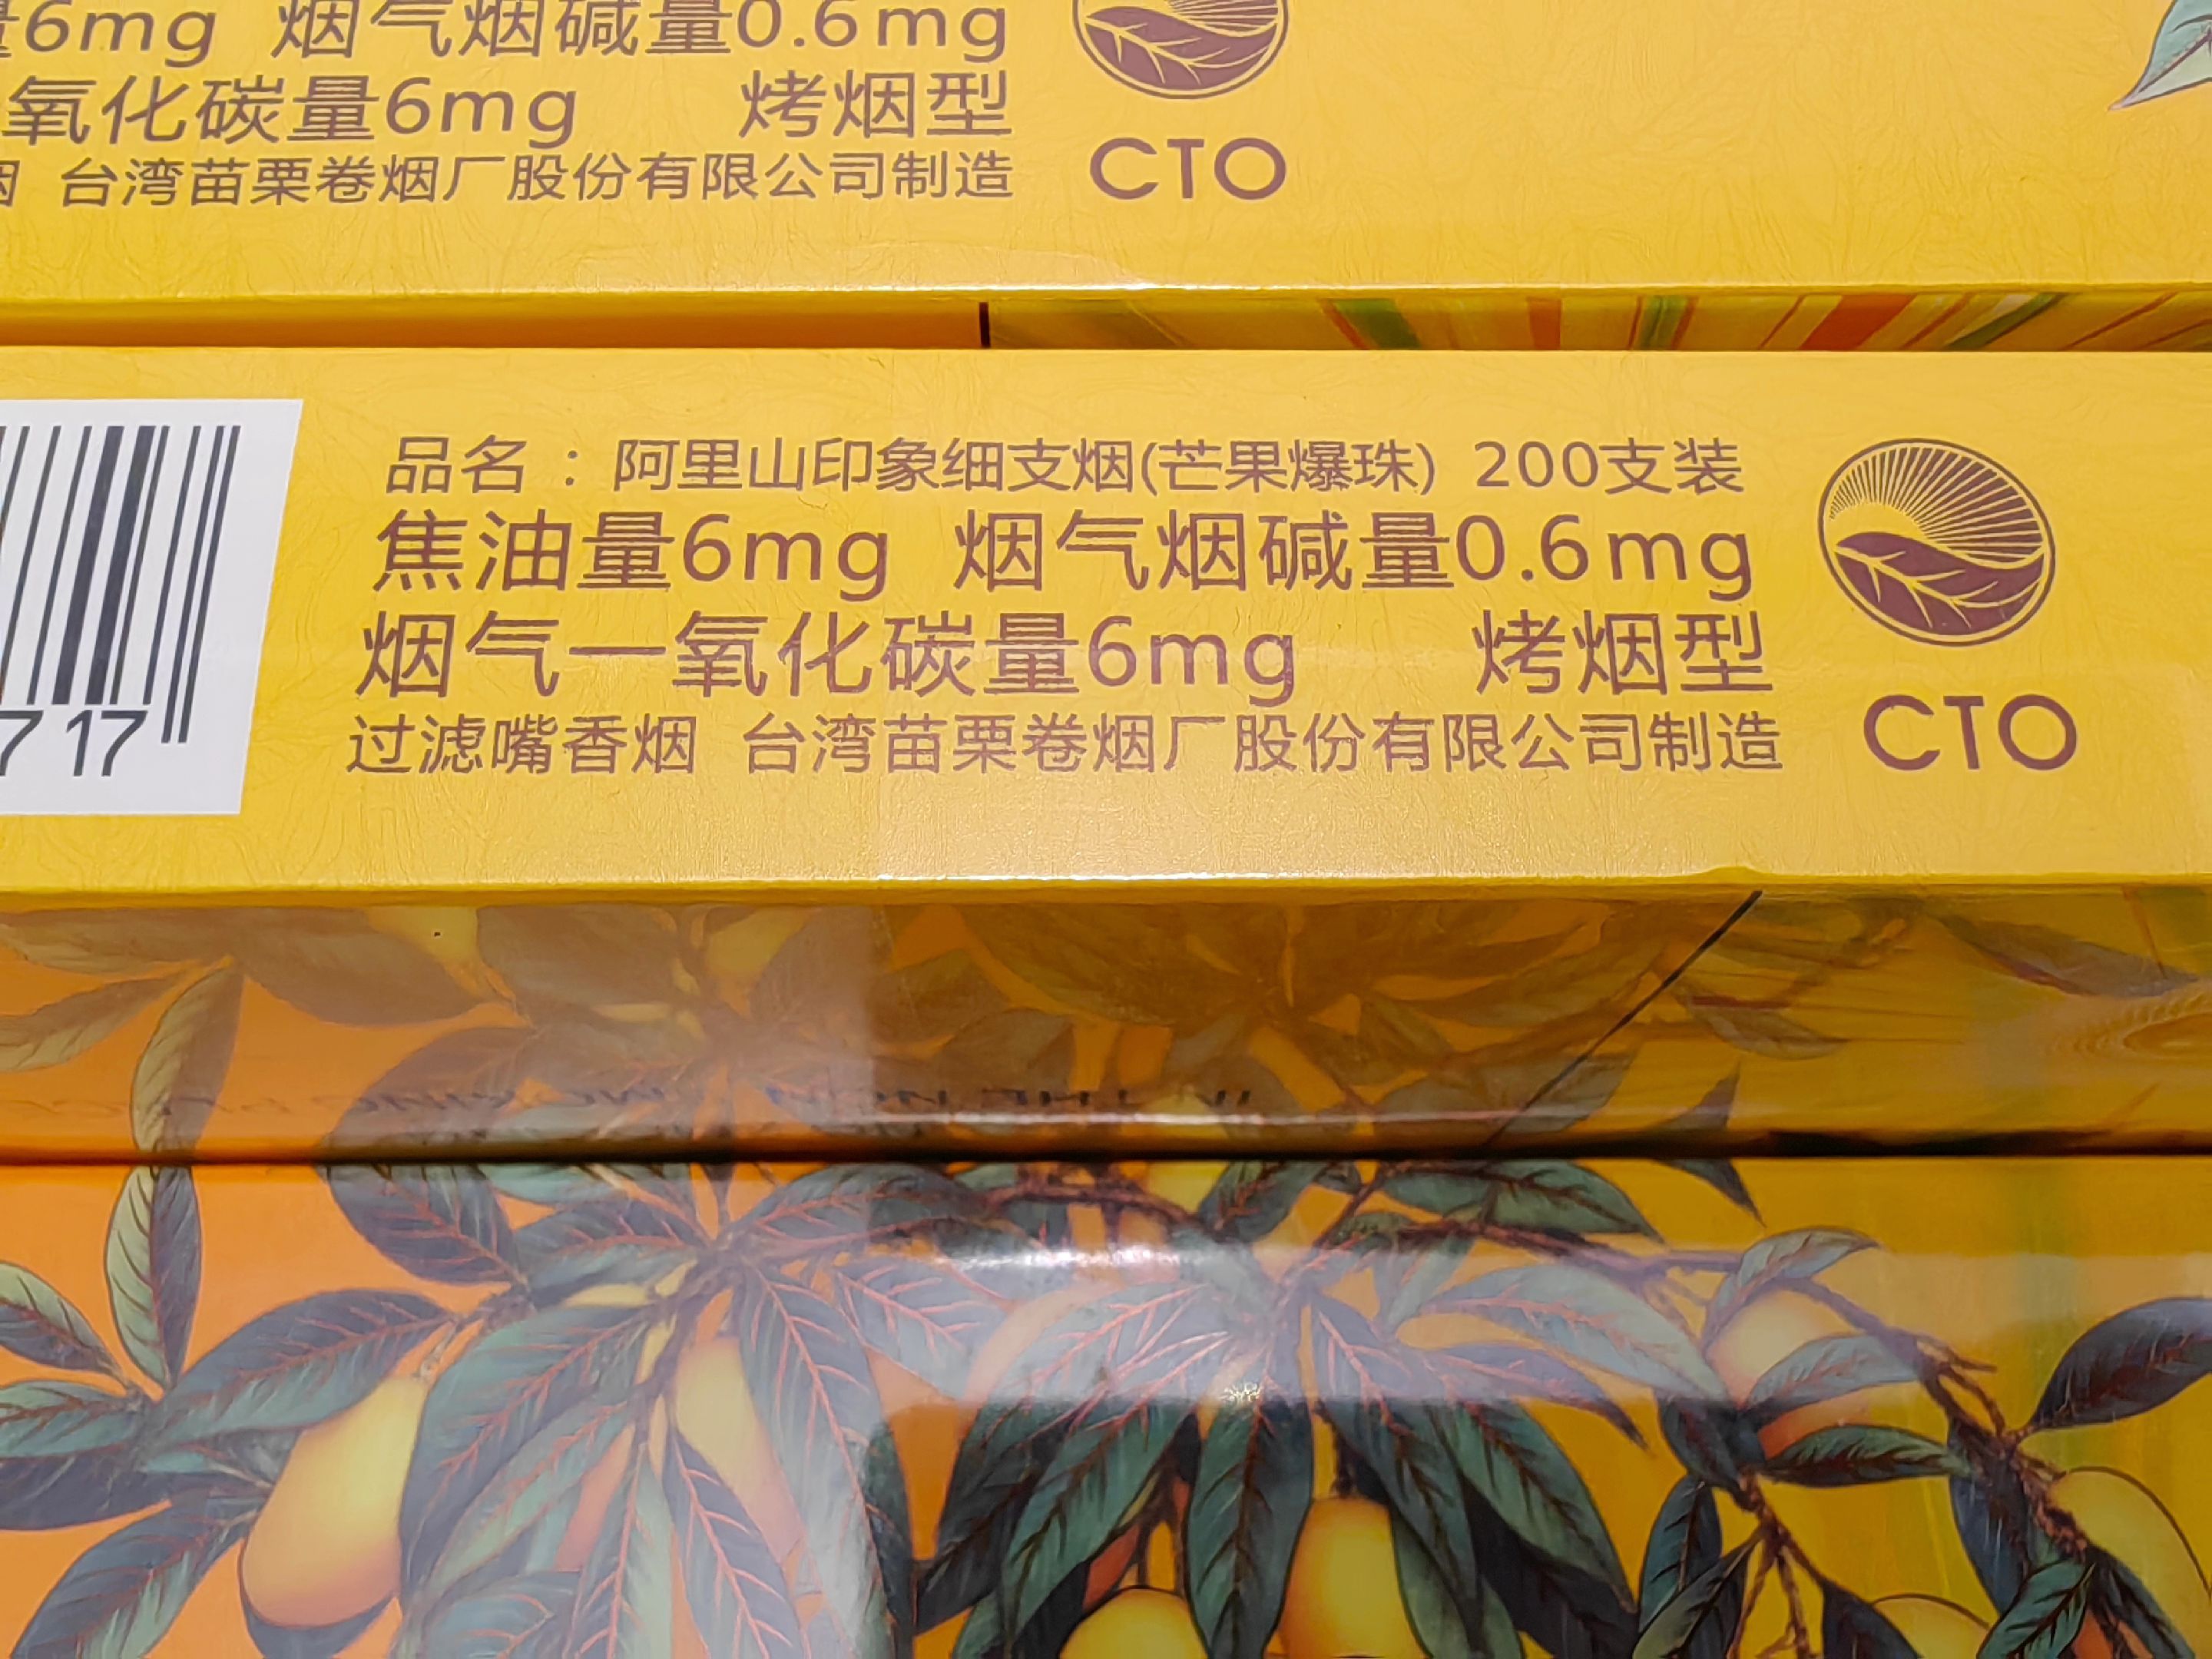 量6mg 烟气烟碱量0.6mg
氧化碳量6mg 烤烟型
烟 台湾苗栗卷烟厂股份有限公司制造
CTO
品名：阿里山印象细支烟(芒果爆珠) 200支装
焦油量6mg 烟气烟碱量0.6mg
烟气一氧化碳量6mg 烤烟型
过滤嘴香烟 台湾苗栗卷烟厂股份有限公司制造
CTO
717